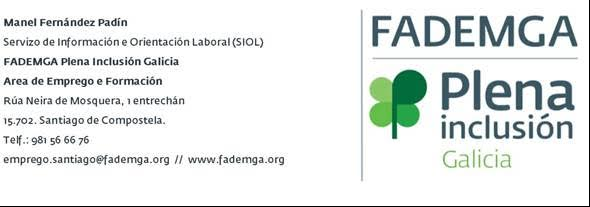 Manel Fernández Padín
Servizo de Información e Orientación Laboral (SIOL)
FADEMGA Plena Inclusión Galicia
Area de Emprego e Formación
Rúa Neira de Mosquera, 1 entrechán
15.702. Santiago de Compostela.
Telf.: 981 56 66 76
emprego.santiago@fademga.org // www.fademga.org
FADEMGA
Plena
inclusión
Galicia